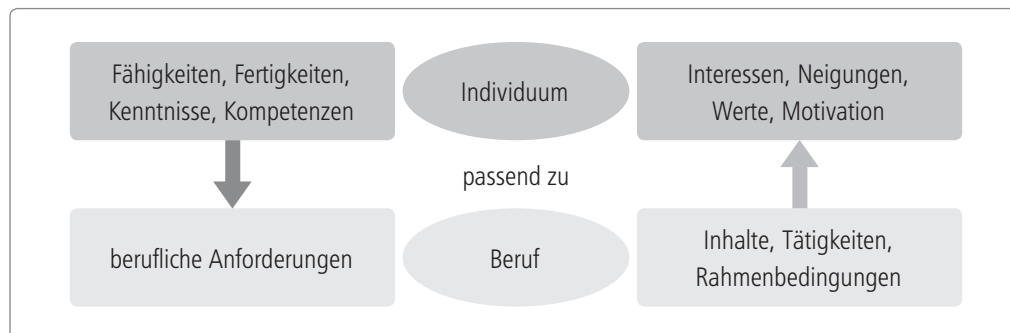 Fähigkeiten, Fertigkeiten,
Kenntnisse, Kompetenzen
Individuum
Interessen, Neigungen,
Werte, Motivation
passend zu
berufliche Anforderungen
Beruf
Inhalte, Tätigkeiten,
Rahmenbedingungen